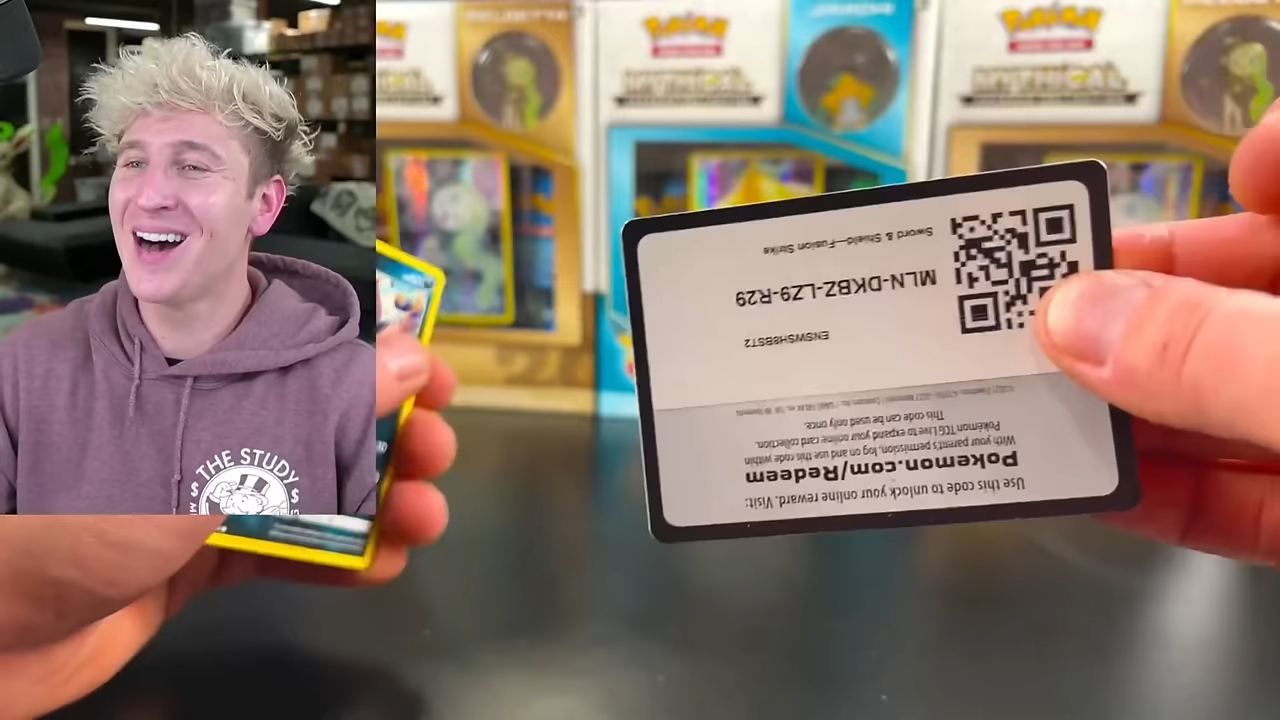 Pokémon
MYTHICAL
Pokémon
MYTHICAL
THE STUDY
Use this code to unlock your online reward. Visit:
Pokemon.com/Redeem
With your parent's permission, log on and use this code within
Pokémon TCG Live to expand your online card collection.
This code can be used only once.
ENSWSH8BST2
MLN-DKBZ-LZ9-R29
Sword & Shield—Fusion Strike